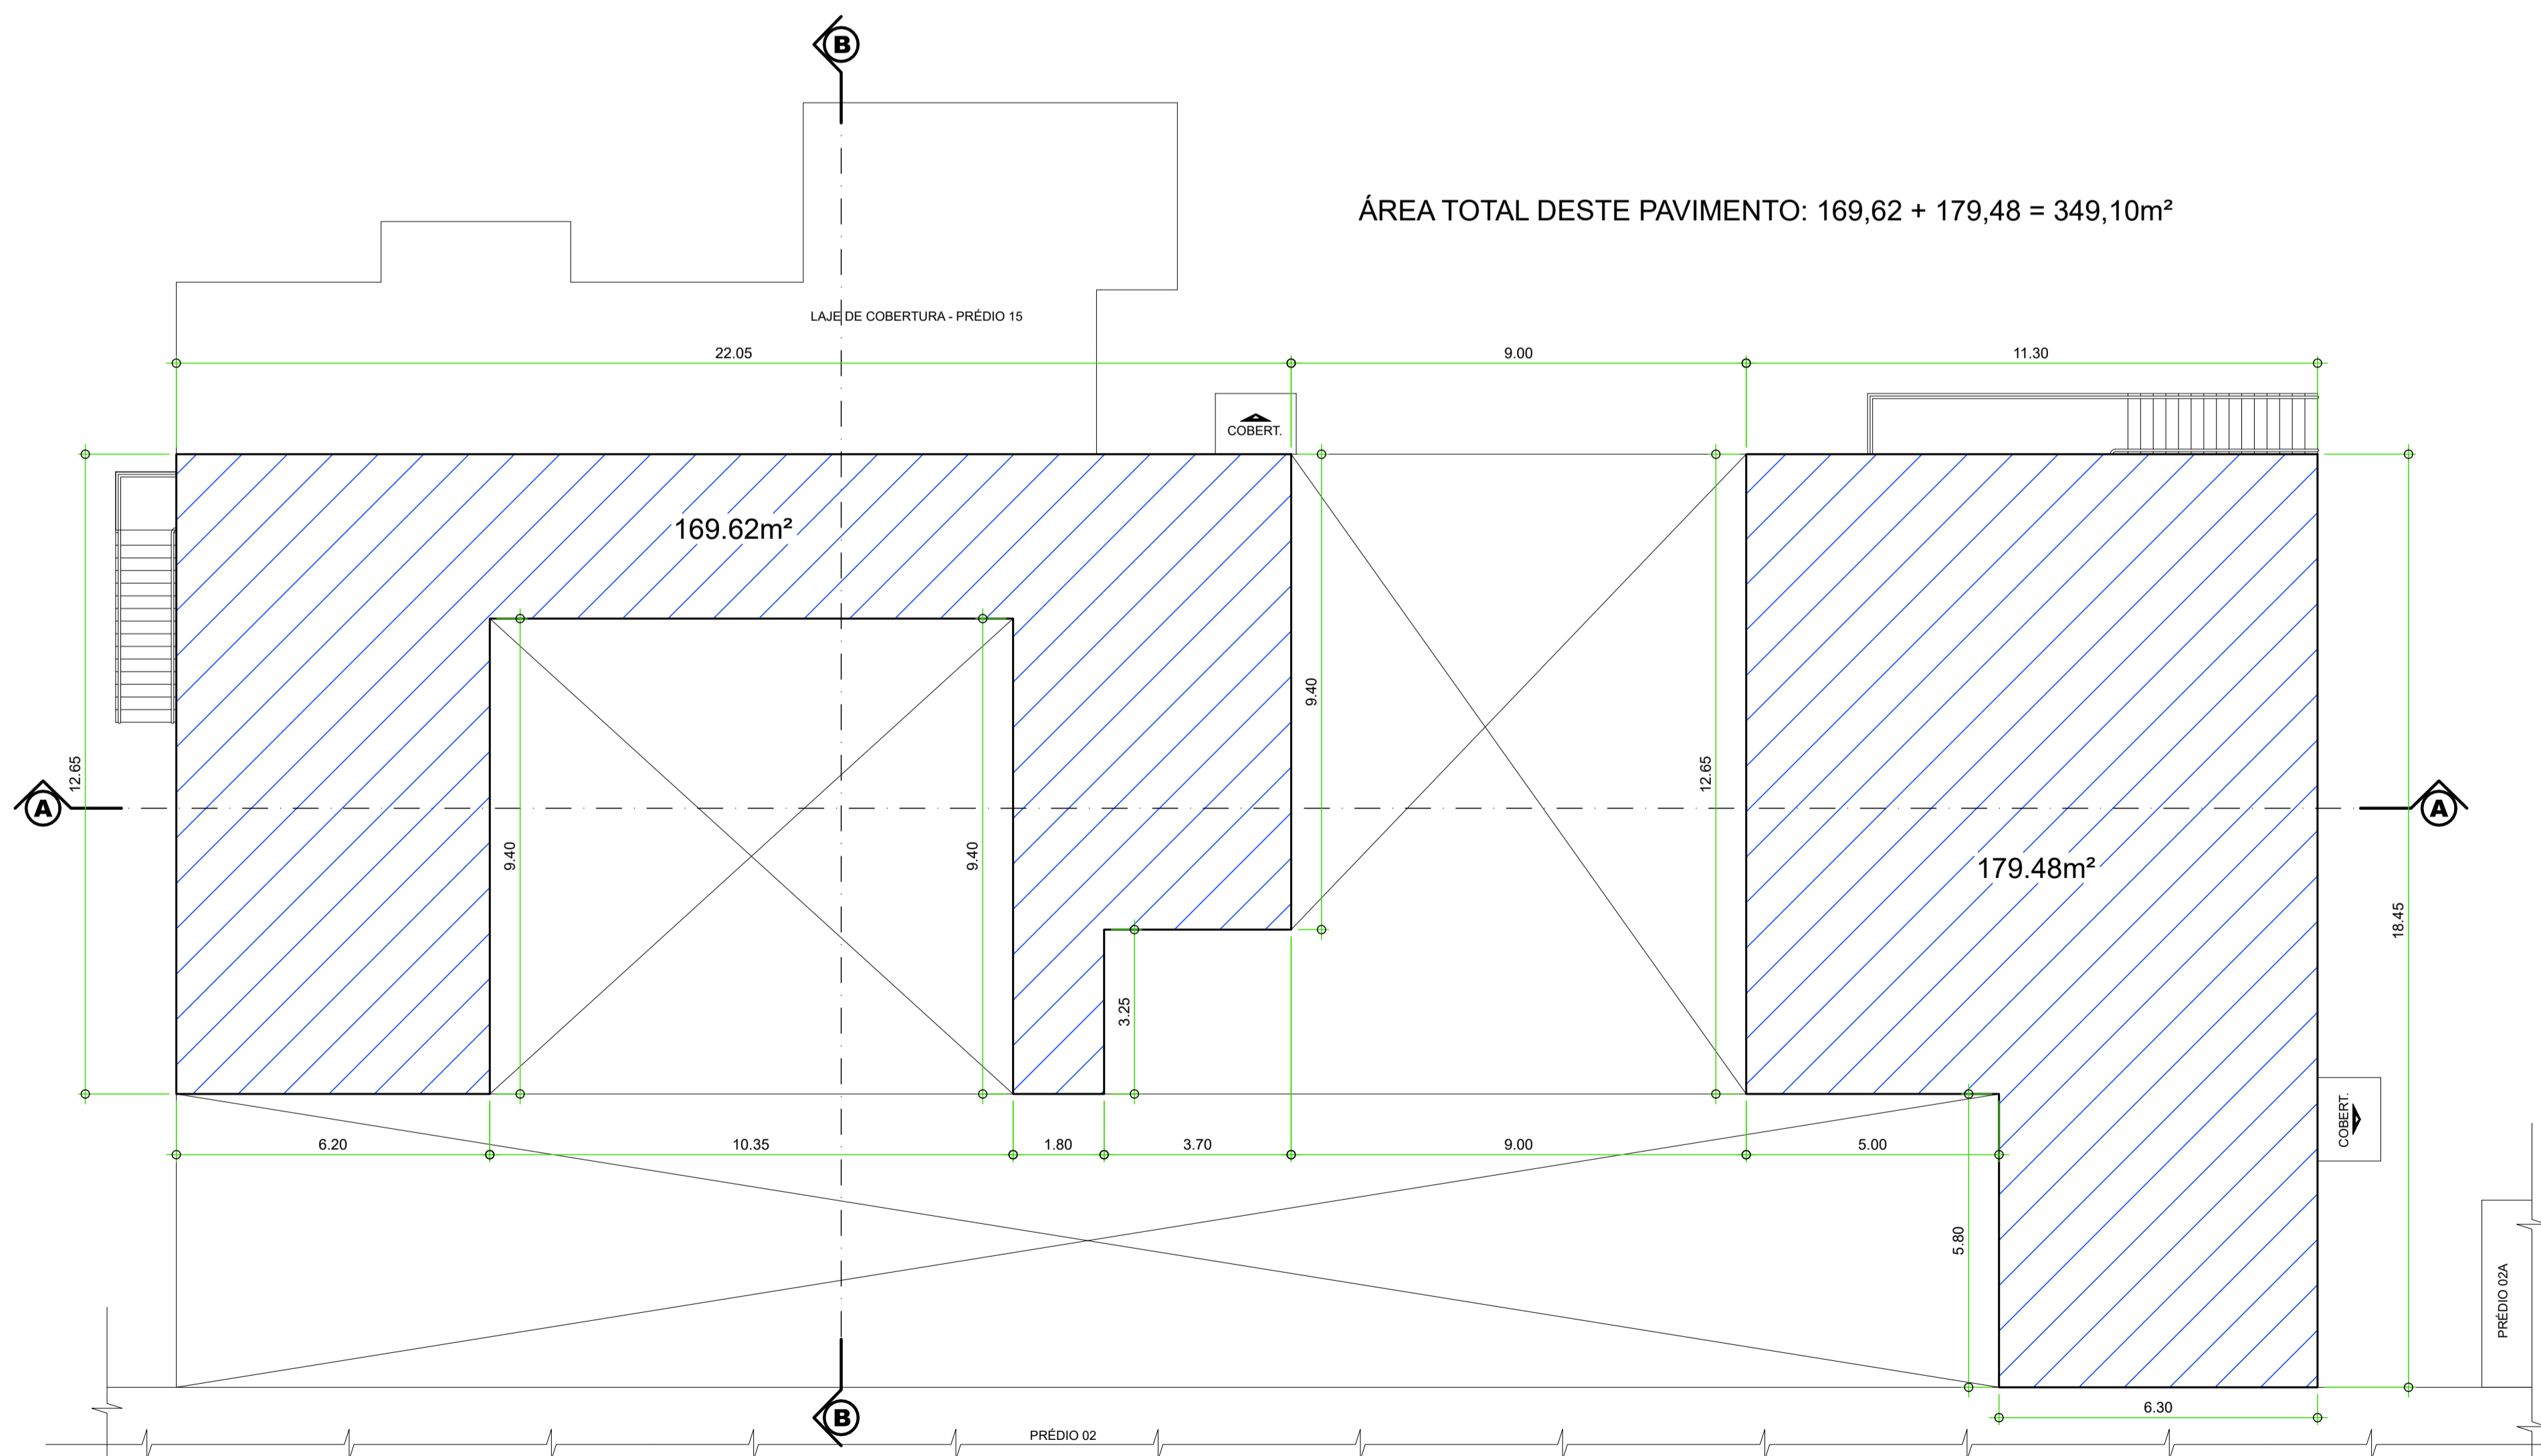 B
ÁREA TOTAL DESTE PAVIMENTO: 169,62 + 179,48 = 349,10m²
LAJE DE COBERTURA - PRÉDIO 15
22.05
9.00
11.30
COBERT.
169.62m²
9.40
12.65
12.65
A
A
9.40
9.40
179.48m²
18.45
3.25
COBERT.
6.20
10.35
1.80
3.70
9.00
5.00
5.80
PRÉDIO 02A
6.30
B
PRÉDIO 02